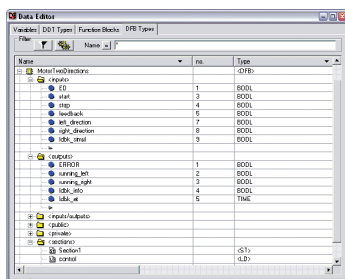 Data Editor
Variables DDT Types Function Blocks DFB Types
Filter
Name = *
Name no. Type
MotorTwoDirections <DFB>
<inputs>
ED 1 BOOL
start 3 BOOL
stop 4 BOOL
feedback 5 BOOL
left_direction 7 BOOL
right_direction 8 BOOL
fdbk_simul 9 BOOL
<outputs>
ERROR 1 BOOL
running_left 2 BOOL
running_right 3 BOOL
fdbk_info 4 BOOL
fdbk_et 5 TIME
<inputs/outputs>
<public>
<private>
<sections>
Section1 <ST>
control <LD>